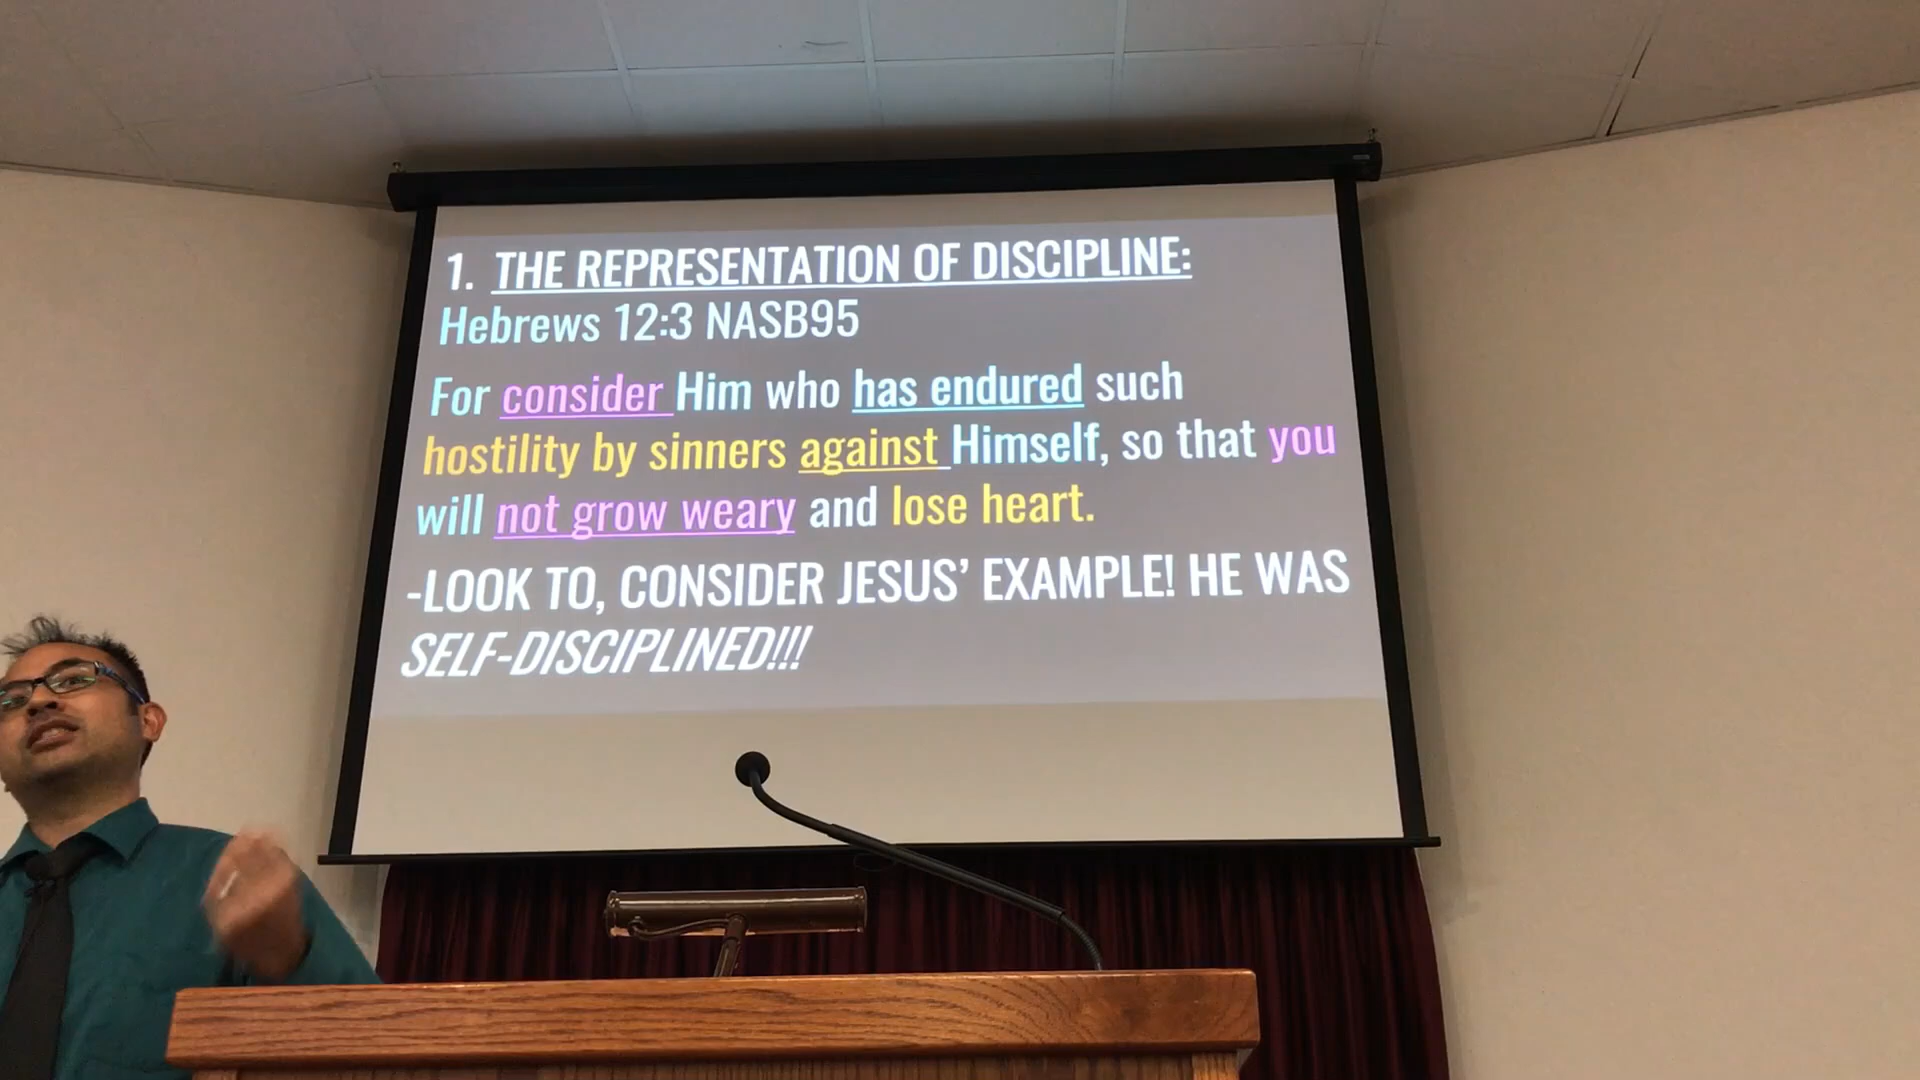 1. THE REPRESENTATION OF DISCIPLINE:
Hebrews 12:3 NASB95
For consider Him who has endured such
hostility by sinners against Himself, so that you
will not grow weary and lose heart.
-LOOK TO, CONSIDER JESUS’ EXAMPLE! HE WAS
SELF-DISCIPLINED!!!